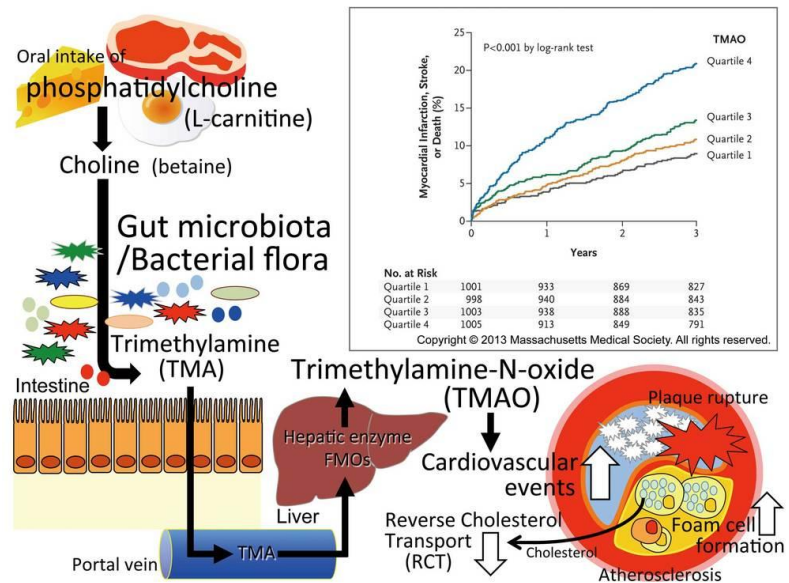 Oral intake of
phosphatidylcholine
(L-carnitine)
Choline (betaine)
Gut microbiota
/Bacterial flora
Trimethylamine
(TMA)
Intestine
Portal vein
TMA
Liver
Hepatic enzyme
FMOs
Trimethylamine-N-oxide
(TMAO)
Cardiovascular
events
Reverse Cholesterol
Transport
(RCT)
Cholesterol
Plaque rupture
Foam cell
formation
Atherosclerosis
Myocardial Infarction, Stroke,
or Death (%)
25
20
15
10
5
0
P<0.001 by log-rank test
TMAO
Quartile 4
Quartile 3
Quartile 2
Quartile 1
0 1 2 3
Years
No. at Risk
Quartile 1 1001 933 869 827
Quartile 2 998 940 884 843
Quartile 3 1003 938 888 835
Quartile 4 1005 913 849 791
Copyright © 2013 Massachusetts Medical Society. All rights reserved.